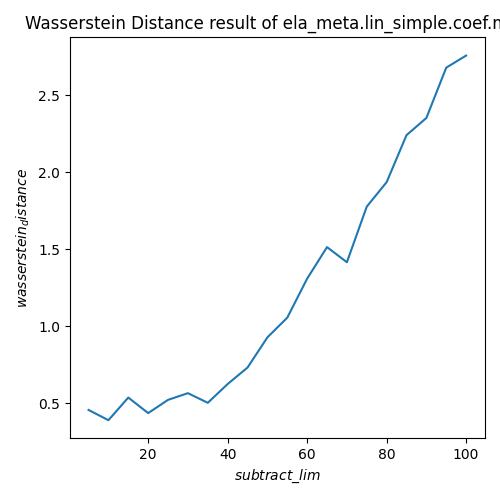 Wasserstein Distance result of ela_meta.lin_simple.coef.m
2.5
2.0
1.5
1.0
0.5
wasserstein_distance
20 40 60 80 100
subtract_lim